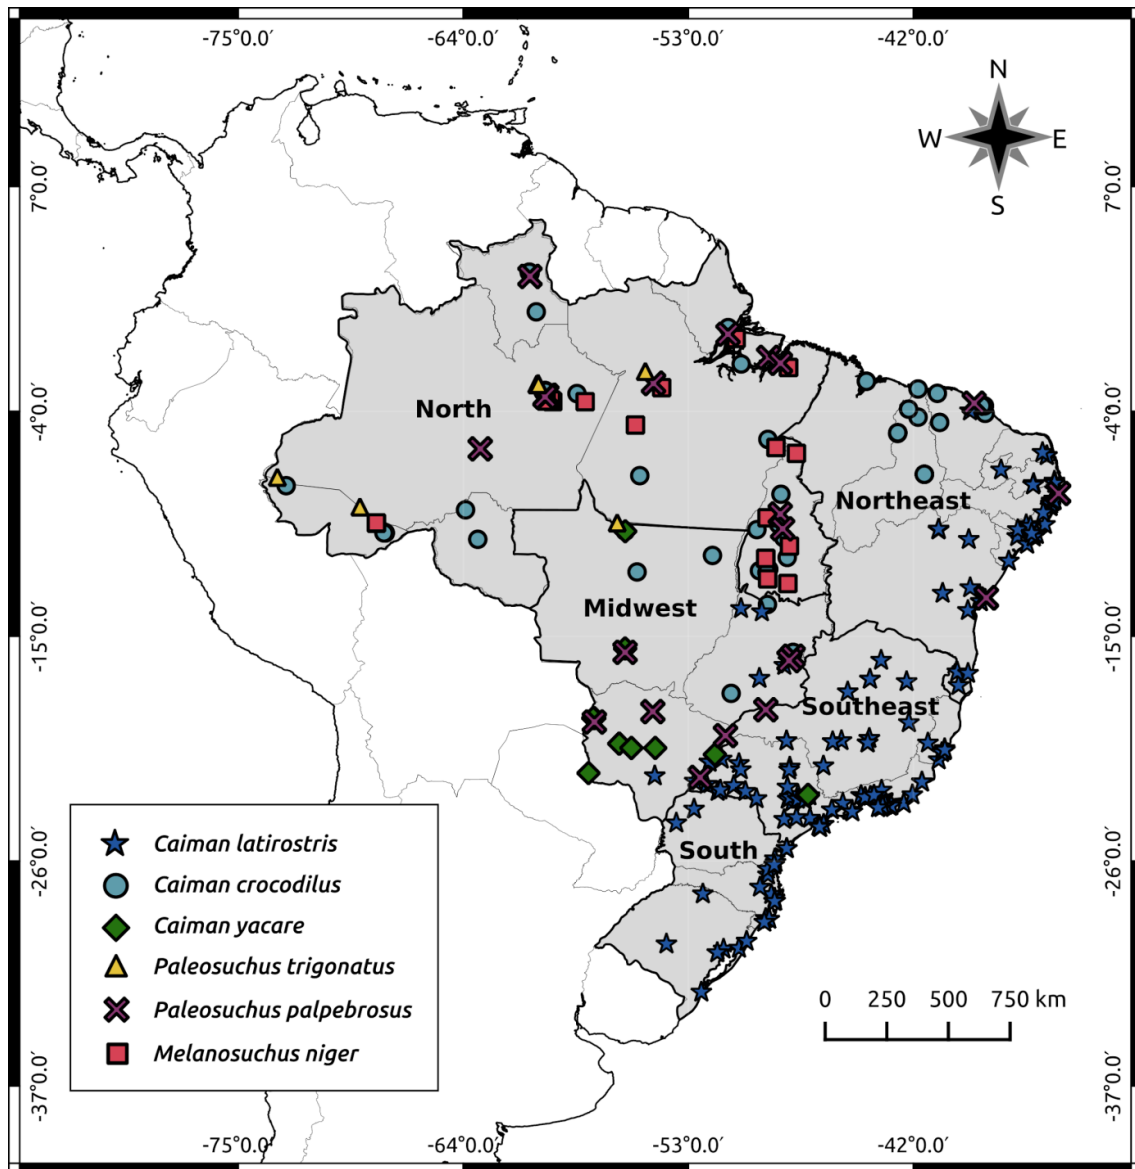 -75°0.0′ -64°0.0′ -53°0.0′ -42°0.0′
N
W E
S
7°0.0′ 7°0.0′
North
-4°0.0′ -4°0.0′
Northeast
Midwest
-15°0.0′ -15°0.0′
Southeast
South
-26°0.0′ -26°0.0′
Caiman latirostris
Caiman crocodilus
Caiman yacare
Paleosuchus trigonatus
Paleosuchus palpebrosus
Melanosuchus niger
0 250 500 750 km
-37°0.0′ -37°0.0′
-75°0.0′ -64°0.0′ -53°0.0′ -42°0.0′